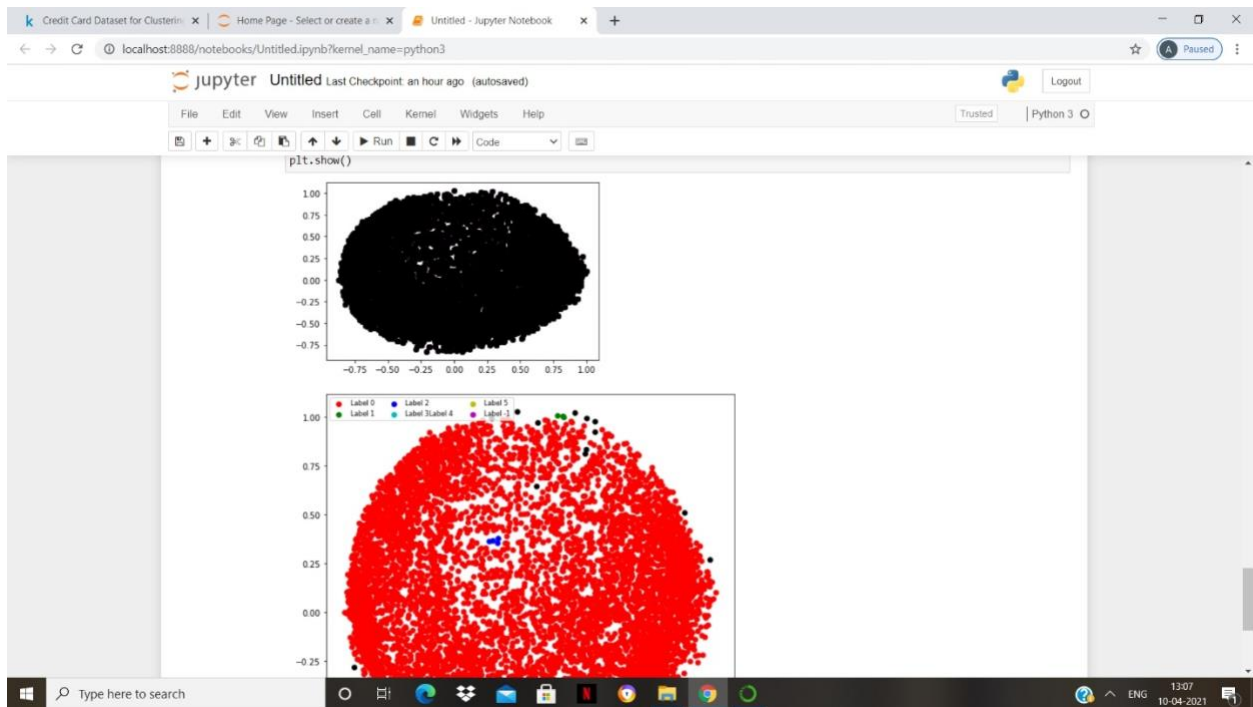 k Credit Card Dataset for Clustering
Home Page - Select or create a n
Untitled - Jupyter Notebook
localhost:8888/notebooks/Untitled.ipynb?kernel_name=python3
A Paused
jupyter Untitled Last Checkpoint: an hour ago (autosaved)
Logout
File Edit View Insert Cell Kernel Widgets Help
Trusted
Python 3
Run
Code
plt.show()
1.00
0.75
0.50
0.25
0.00
−0.25
−0.50
−0.75
−0.75 −0.50 −0.25 0.00 0.25 0.50 0.75 1.00
Label 0 Label 2 Label 5
Label 1 Label 3Label 4 Label -1
1.00
0.75
0.50
0.25
0.00
−0.25
Type here to search
N
ENG
13:07
10-04-2021
1